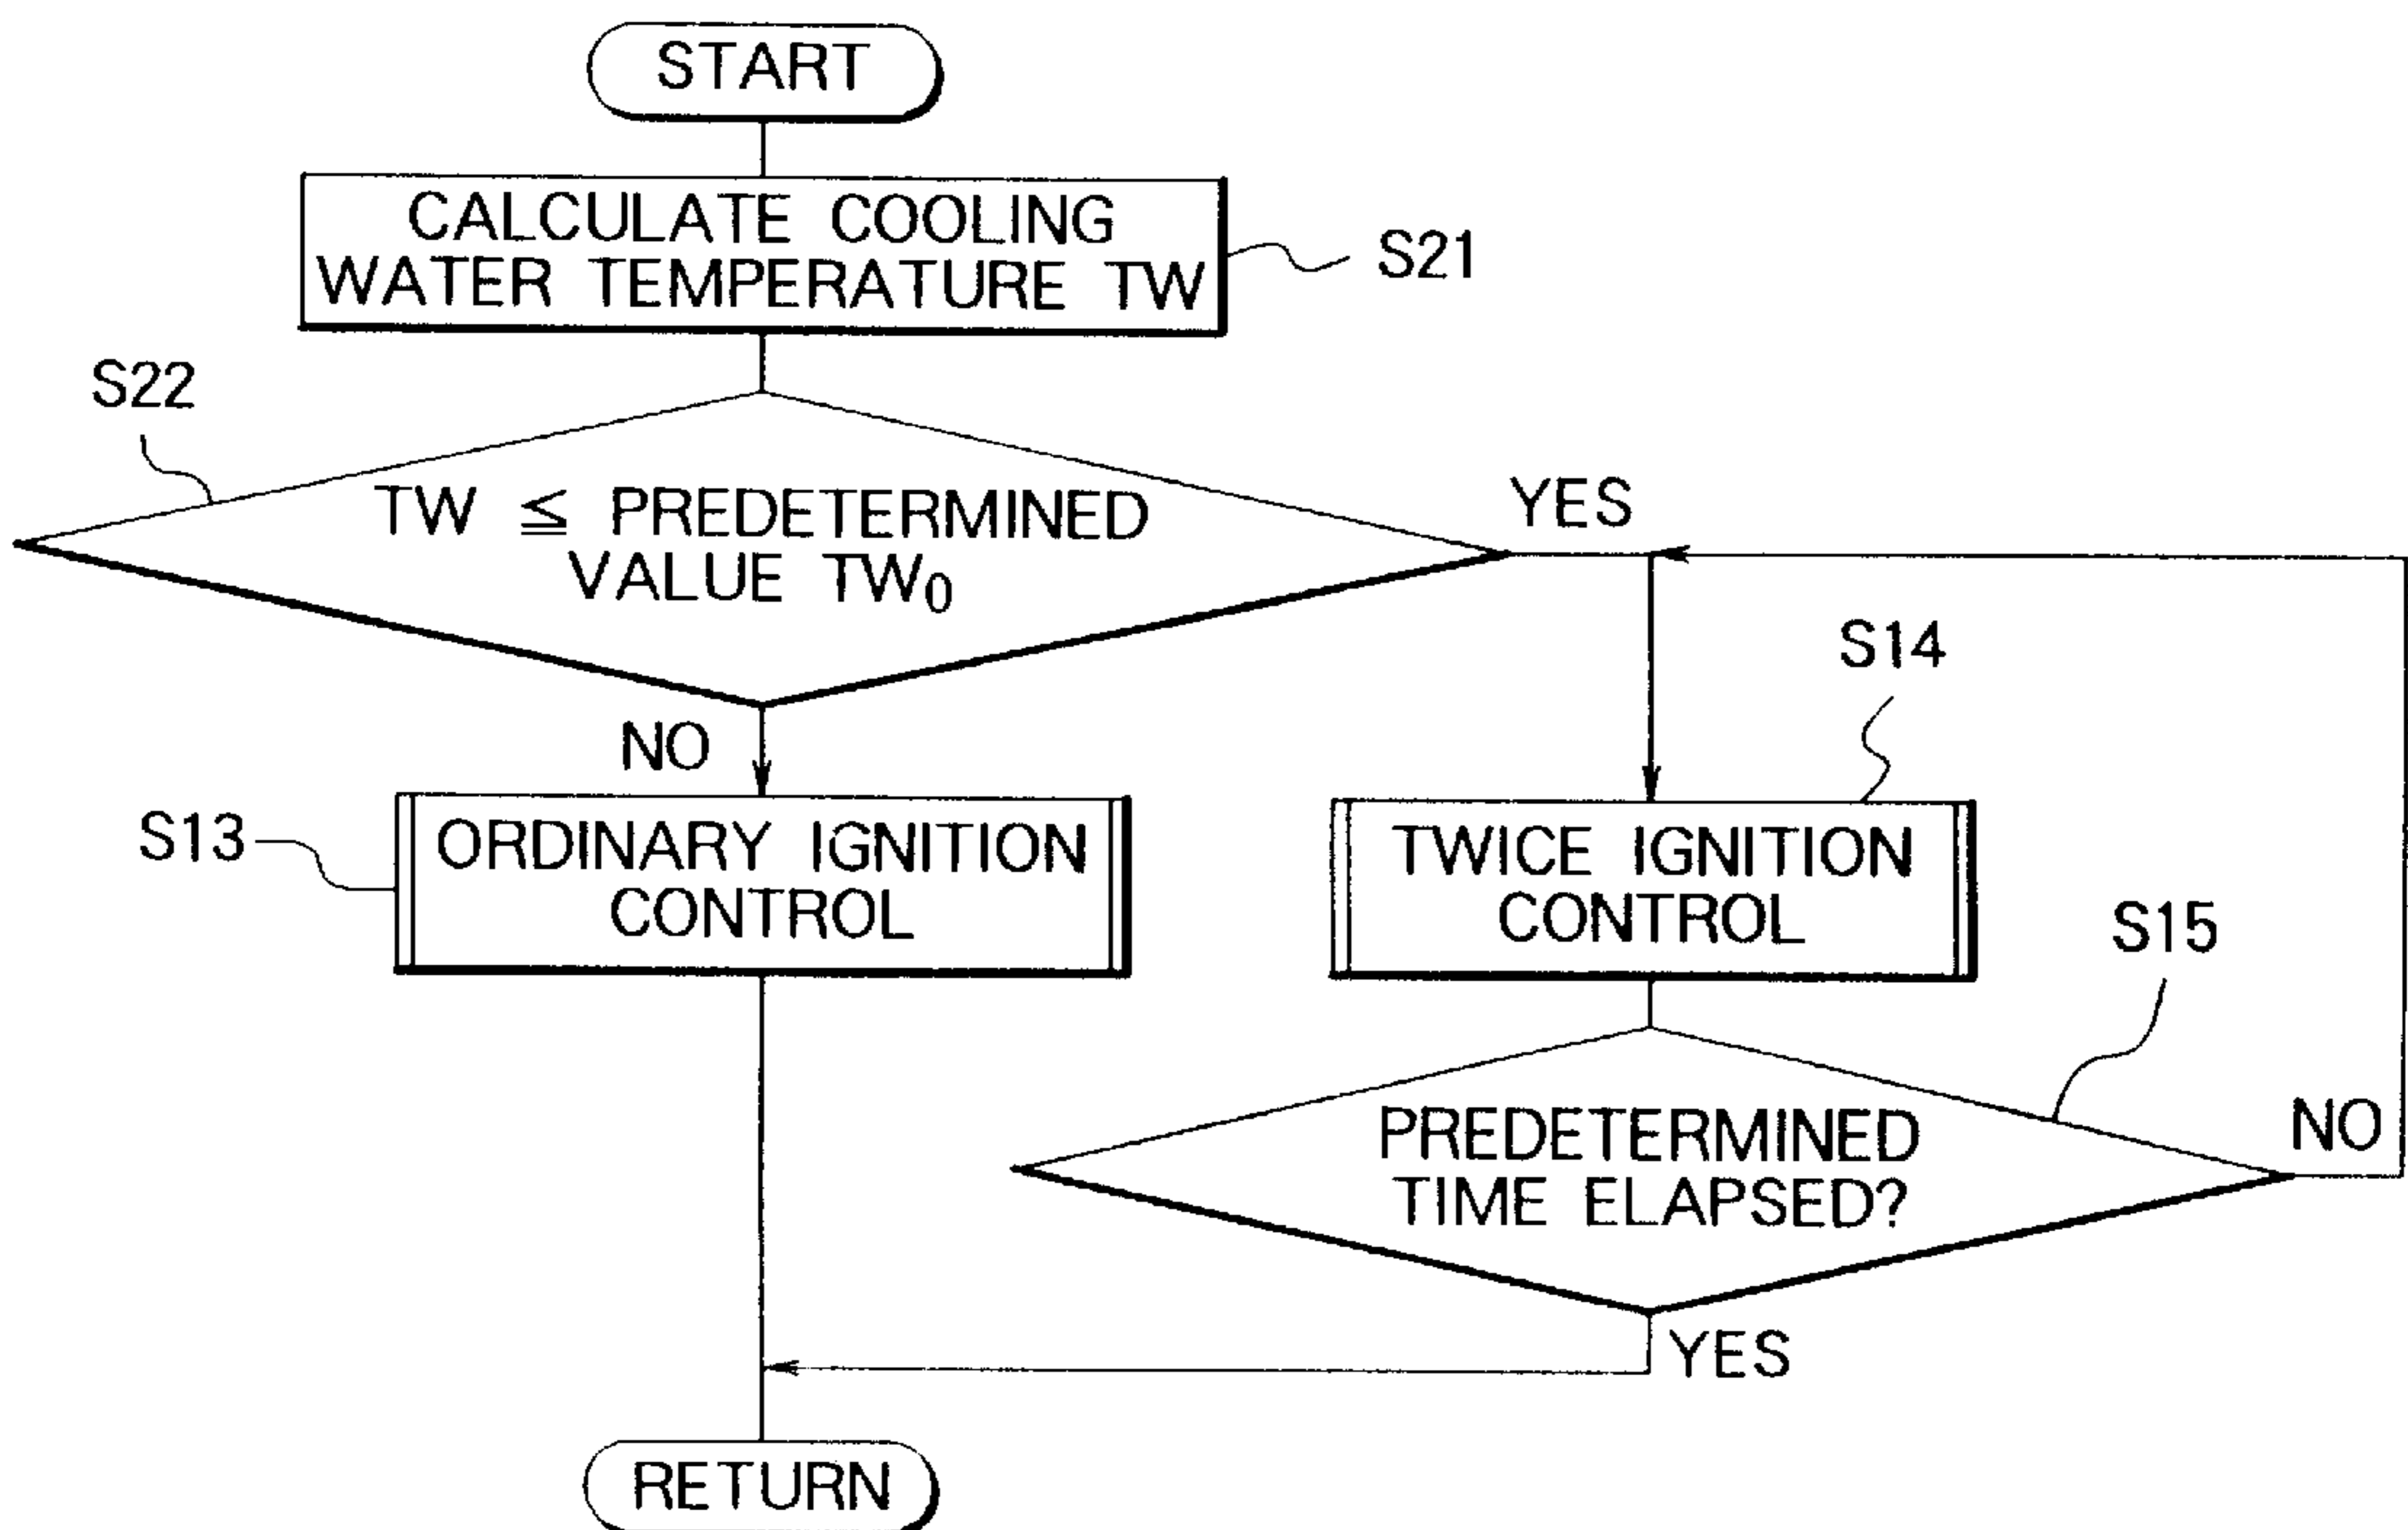 START
CALCULATE COOLING
WATER TEMPERATURE TW
S21
S22
TW ≦ PREDETERMINED
VALUE TW₀
YES
NO
S14
S13
ORDINARY IGNITION
CONTROL
TWICE IGNITION
CONTROL
S15
PREDETERMINED
TIME ELAPSED?
NO
YES
RETURN